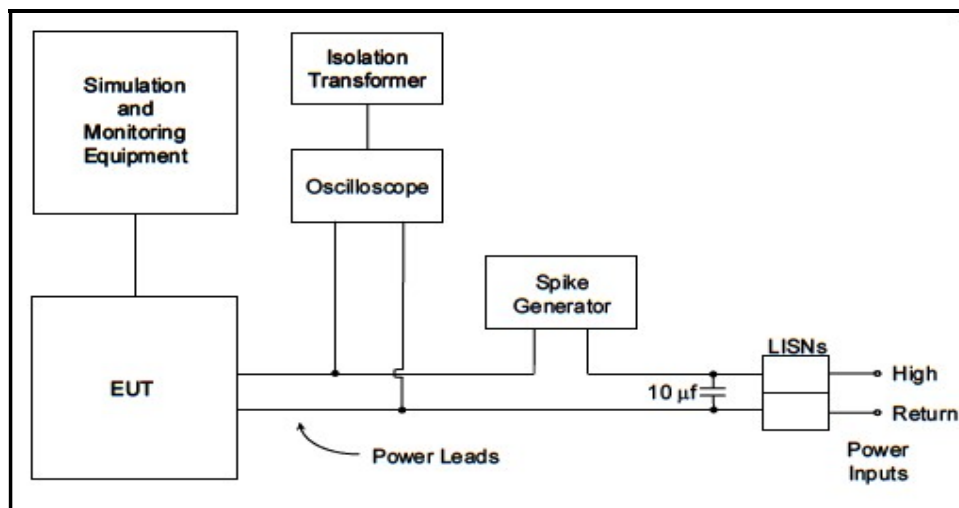 Simulation
and
Monitoring
Equipment
Isolation
Transformer
Oscilloscope
Spike
Generator
EUT
LISNs
High
10 μf
Return
Power Leads
Power
Inputs